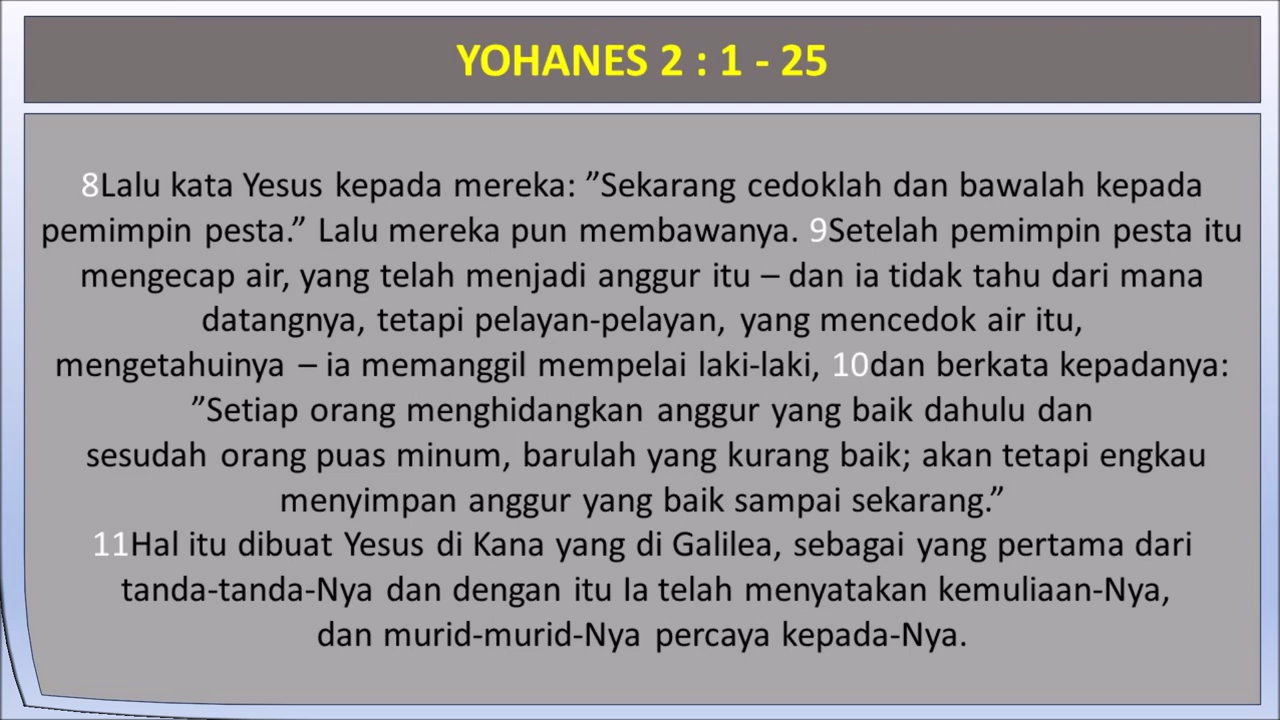 YOHANES 2 : 1 - 25
8Lalu kata Yesus kepada mereka: ”Sekarang cedoklah dan bawalah kepada
pemimpin pesta.” Lalu mereka pun membawanya. 9Setelah pemimpin pesta itu
mengecap air, yang telah menjadi anggur itu – dan ia tidak tahu dari mana
datangnya, tetapi pelayan-pelayan, yang mencedok air itu,
mengetahuinya – ia memanggil mempelai laki-laki, 10dan berkata kepadanya:
”Setiap orang menghidangkan anggur yang baik dahulu dan
sesudah orang puas minum, barulah yang kurang baik; akan tetapi engkau
menyimpan anggur yang baik sampai sekarang.”
11Hal itu dibuat Yesus di Kana yang di Galilea, sebagai yang pertama dari
tanda-tanda-Nya dan dengan itu Ia telah menyatakan kemuliaan-Nya,
dan murid-murid-Nya percaya kepada-Nya.